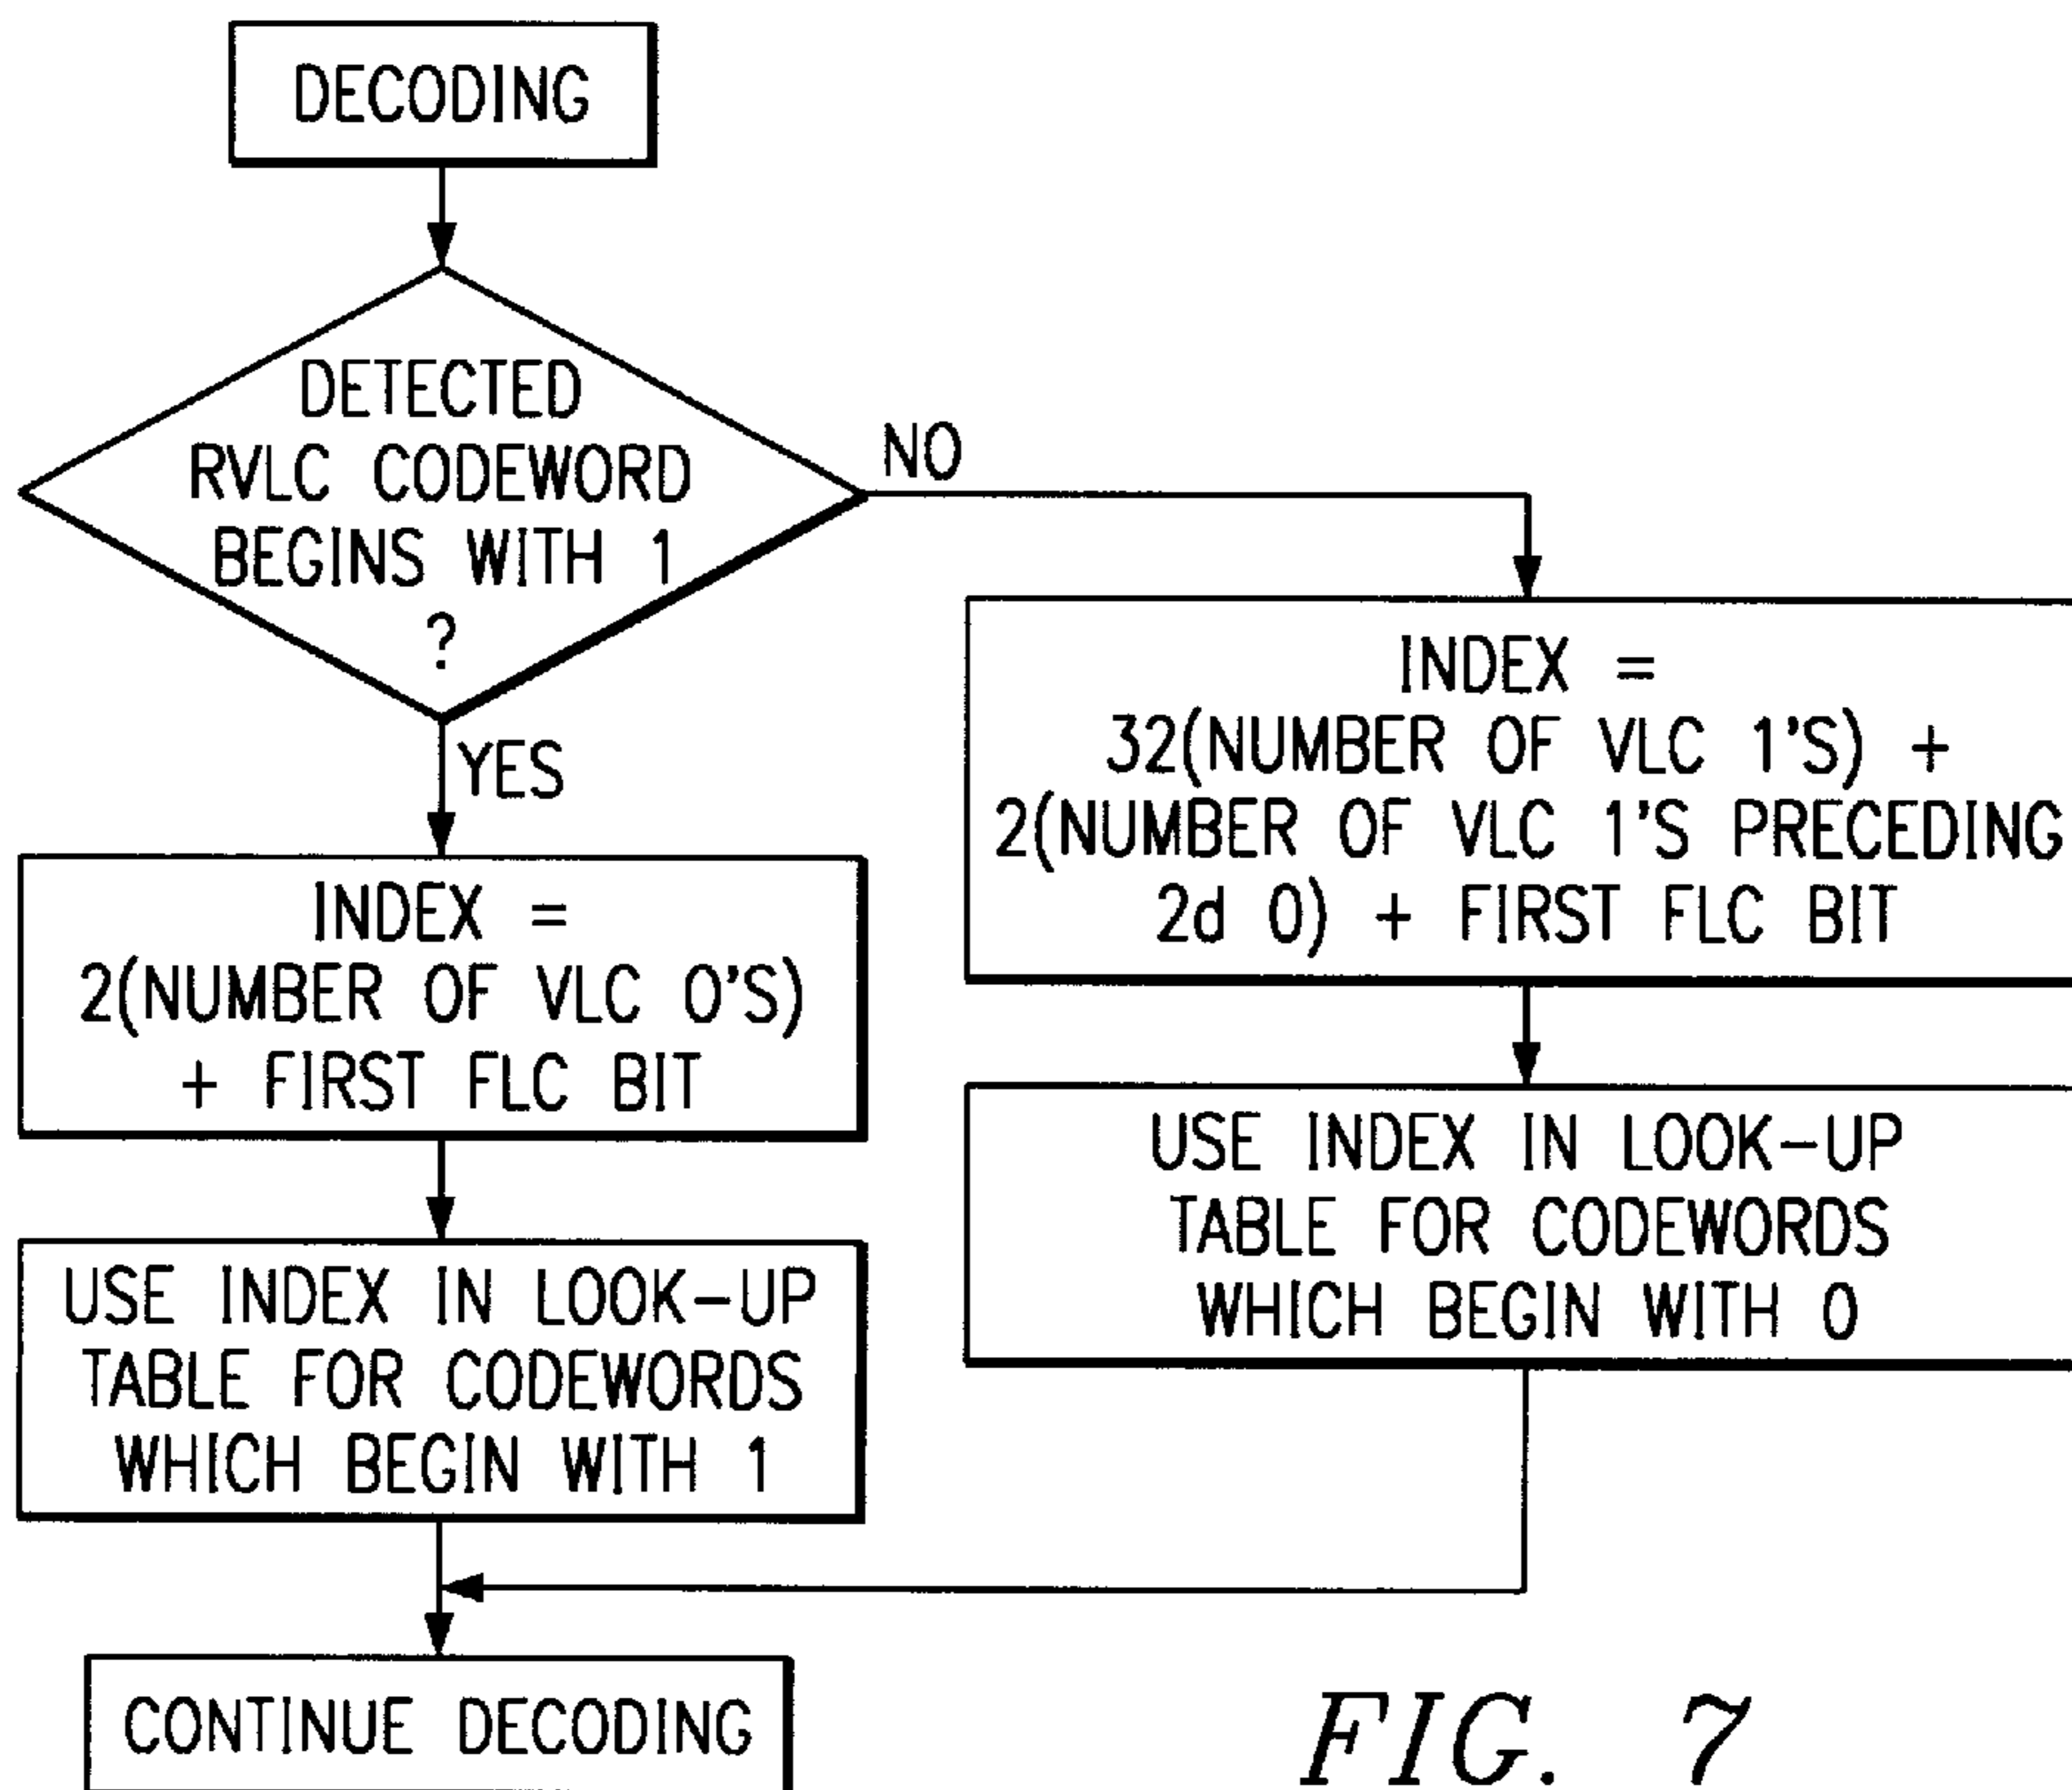 DECODING
DETECTED
RVLC CODEWORD
BEGINS WITH 1
?
NO
YES
INDEX =
2(NUMBER OF VLC 0'S)
+ FIRST FLC BIT
USE INDEX IN LOOK-UP
TABLE FOR CODEWORDS
WHICH BEGIN WITH 1
INDEX =
32(NUMBER OF VLC 1'S) +
2(NUMBER OF VLC 1'S PRECEDING
2d 0) + FIRST FLC BIT
USE INDEX IN LOOK-UP
TABLE FOR CODEWORDS
WHICH BEGIN WITH 0
CONTINUE DECODING
FIG. 7